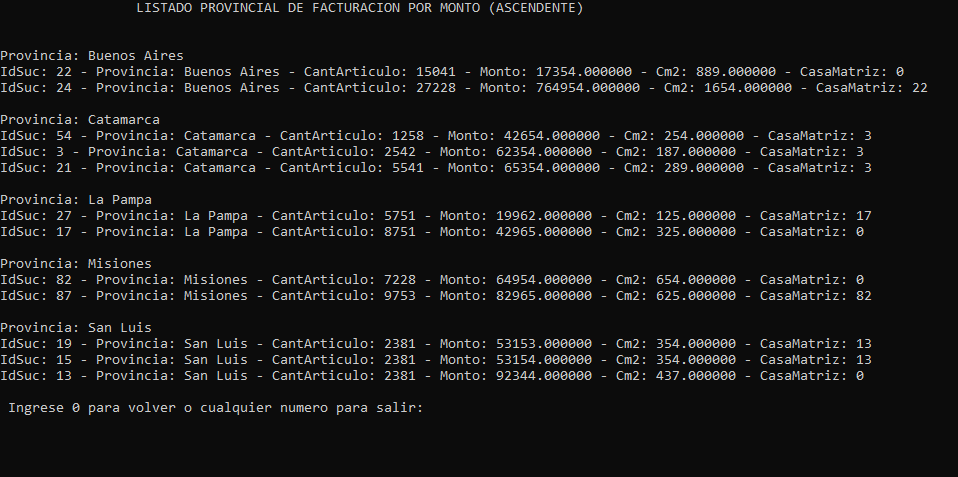 LISTADO PROVINCIAL DE FACTURACION POR MONTO (ASCENDENTE)
Provincia: Buenos Aires
IdSuc: 22 - Provincia: Buenos Aires - CantArticulo: 15041 - Monto: 17354.000000 - Cm2: 889.000000 - CasaMatriz: 0
IdSuc: 24 - Provincia: Buenos Aires - CantArticulo: 27228 - Monto: 764954.000000 - Cm2: 1654.000000 - CasaMatriz: 22
Provincia: Catamarca
IdSuc: 54 - Provincia: Catamarca - CantArticulo: 1258 - Monto: 42654.000000 - Cm2: 254.000000 - CasaMatriz: 3
IdSuc: 3 - Provincia: Catamarca - CantArticulo: 2542 - Monto: 62354.000000 - Cm2: 187.000000 - CasaMatriz: 3
IdSuc: 21 - Provincia: Catamarca - CantArticulo: 5541 - Monto: 65354.000000 - Cm2: 289.000000 - CasaMatriz: 3
Provincia: La Pampa
IdSuc: 27 - Provincia: La Pampa - CantArticulo: 5751 - Monto: 19962.000000 - Cm2: 125.000000 - CasaMatriz: 17
IdSuc: 17 - Provincia: La Pampa - CantArticulo: 8751 - Monto: 42965.000000 - Cm2: 325.000000 - CasaMatriz: 0
Provincia: Misiones
IdSuc: 82 - Provincia: Misiones - CantArticulo: 7228 - Monto: 64954.000000 - Cm2: 654.000000 - CasaMatriz: 0
IdSuc: 87 - Provincia: Misiones - CantArticulo: 9753 - Monto: 82965.000000 - Cm2: 625.000000 - CasaMatriz: 82
Provincia: San Luis
IdSuc: 19 - Provincia: San Luis - CantArticulo: 2381 - Monto: 53153.000000 - Cm2: 354.000000 - CasaMatriz: 13
IdSuc: 15 - Provincia: San Luis - CantArticulo: 2381 - Monto: 53154.000000 - Cm2: 354.000000 - CasaMatriz: 13
IdSuc: 13 - Provincia: San Luis - CantArticulo: 2381 - Monto: 92344.000000 - Cm2: 437.000000 - CasaMatriz: 0
Ingrese 0 para volver o cualquier numero para salir: